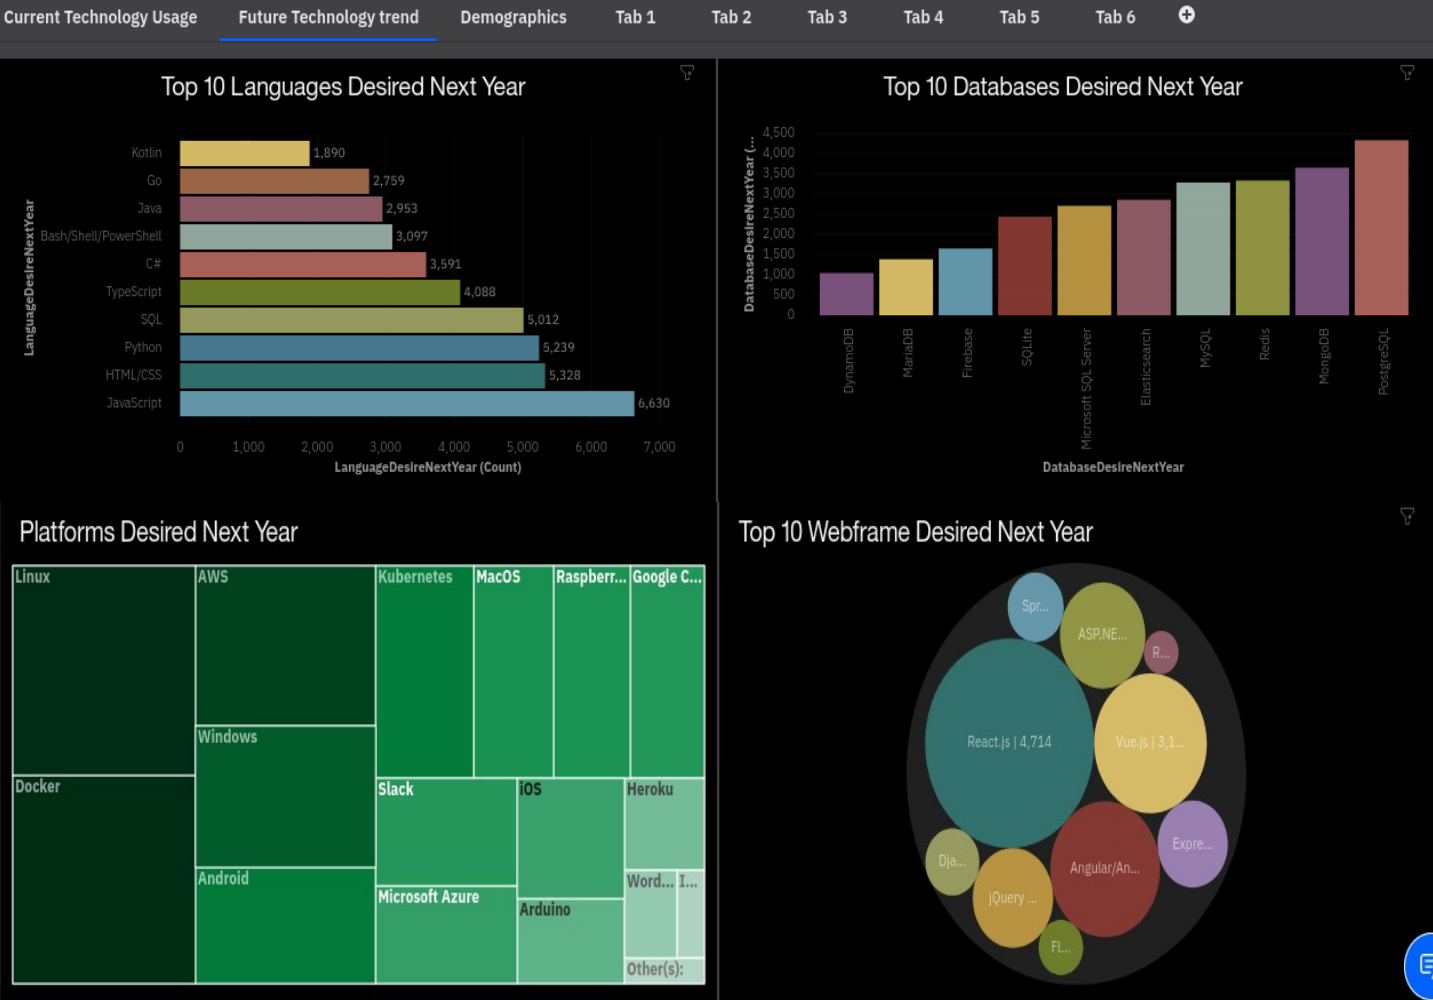 Current Technology Usage
Future Technology trend
Demographics
Tab 1
Tab 2
Tab 3
Tab 4
Tab 5
Tab 6
Top 10 Languages Desired Next Year
LanguageDesireNextYear
Kotlin
1,890
Go
2,759
Java
2,953
Bash/Shell/PowerShell
3,097
C#
3,591
TypeScript
4,088
SQL
5,012
Python
5,239
HTML/CSS
5,328
JavaScript
6,630
0
1,000
2,000
3,000
4,000
5,000
6,000
7,000
LanguageDesireNextYear (Count)
Top 10 Databases Desired Next Year
DatabaseDesireNextYear (...
4,500
4,000
3,500
3,000
2,500
2,000
1,500
1,000
500
0
DynamoDB
MariaDB
Firebase
SQLite
Microsoft SQL Server
Elasticsearch
MySQL
Redis
MongoDB
PostgreSQL
DatabaseDesireNextYear
Platforms Desired Next Year
Linux
AWS
Kubernetes
MacOS
Raspberr...
Google C...
Windows
Docker
Slack
iOS
Heroku
Android
Microsoft Azure
Arduino
Word...
I...
Other(s):
Top 10 Webframe Desired Next Year
Spr...
ASP.NE...
R...
React.js | 4,714
Vue.js | 3,1...
Expre...
Dja...
Angular/An...
jQuery ...
Fl...